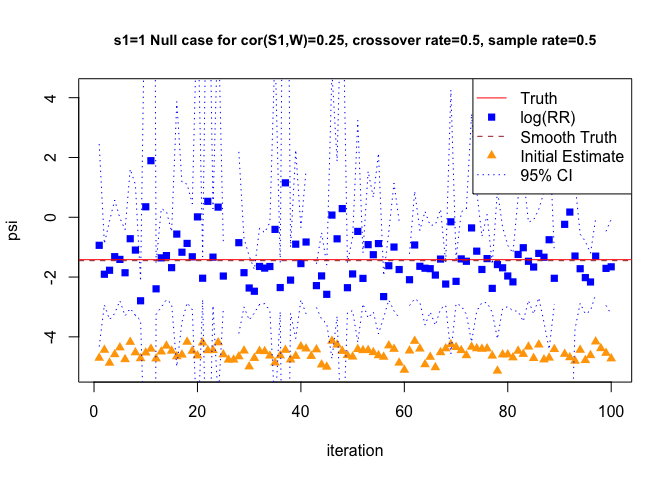 s1=1 Null case for cor(S1,W)=0.25, crossover rate=0.5, sample rate=0.5
Truth
log(RR)
Smooth Truth
Initial Estimate
95% CI
psi
4
2
0
-2
-4
0
20
40
60
80
100
iteration